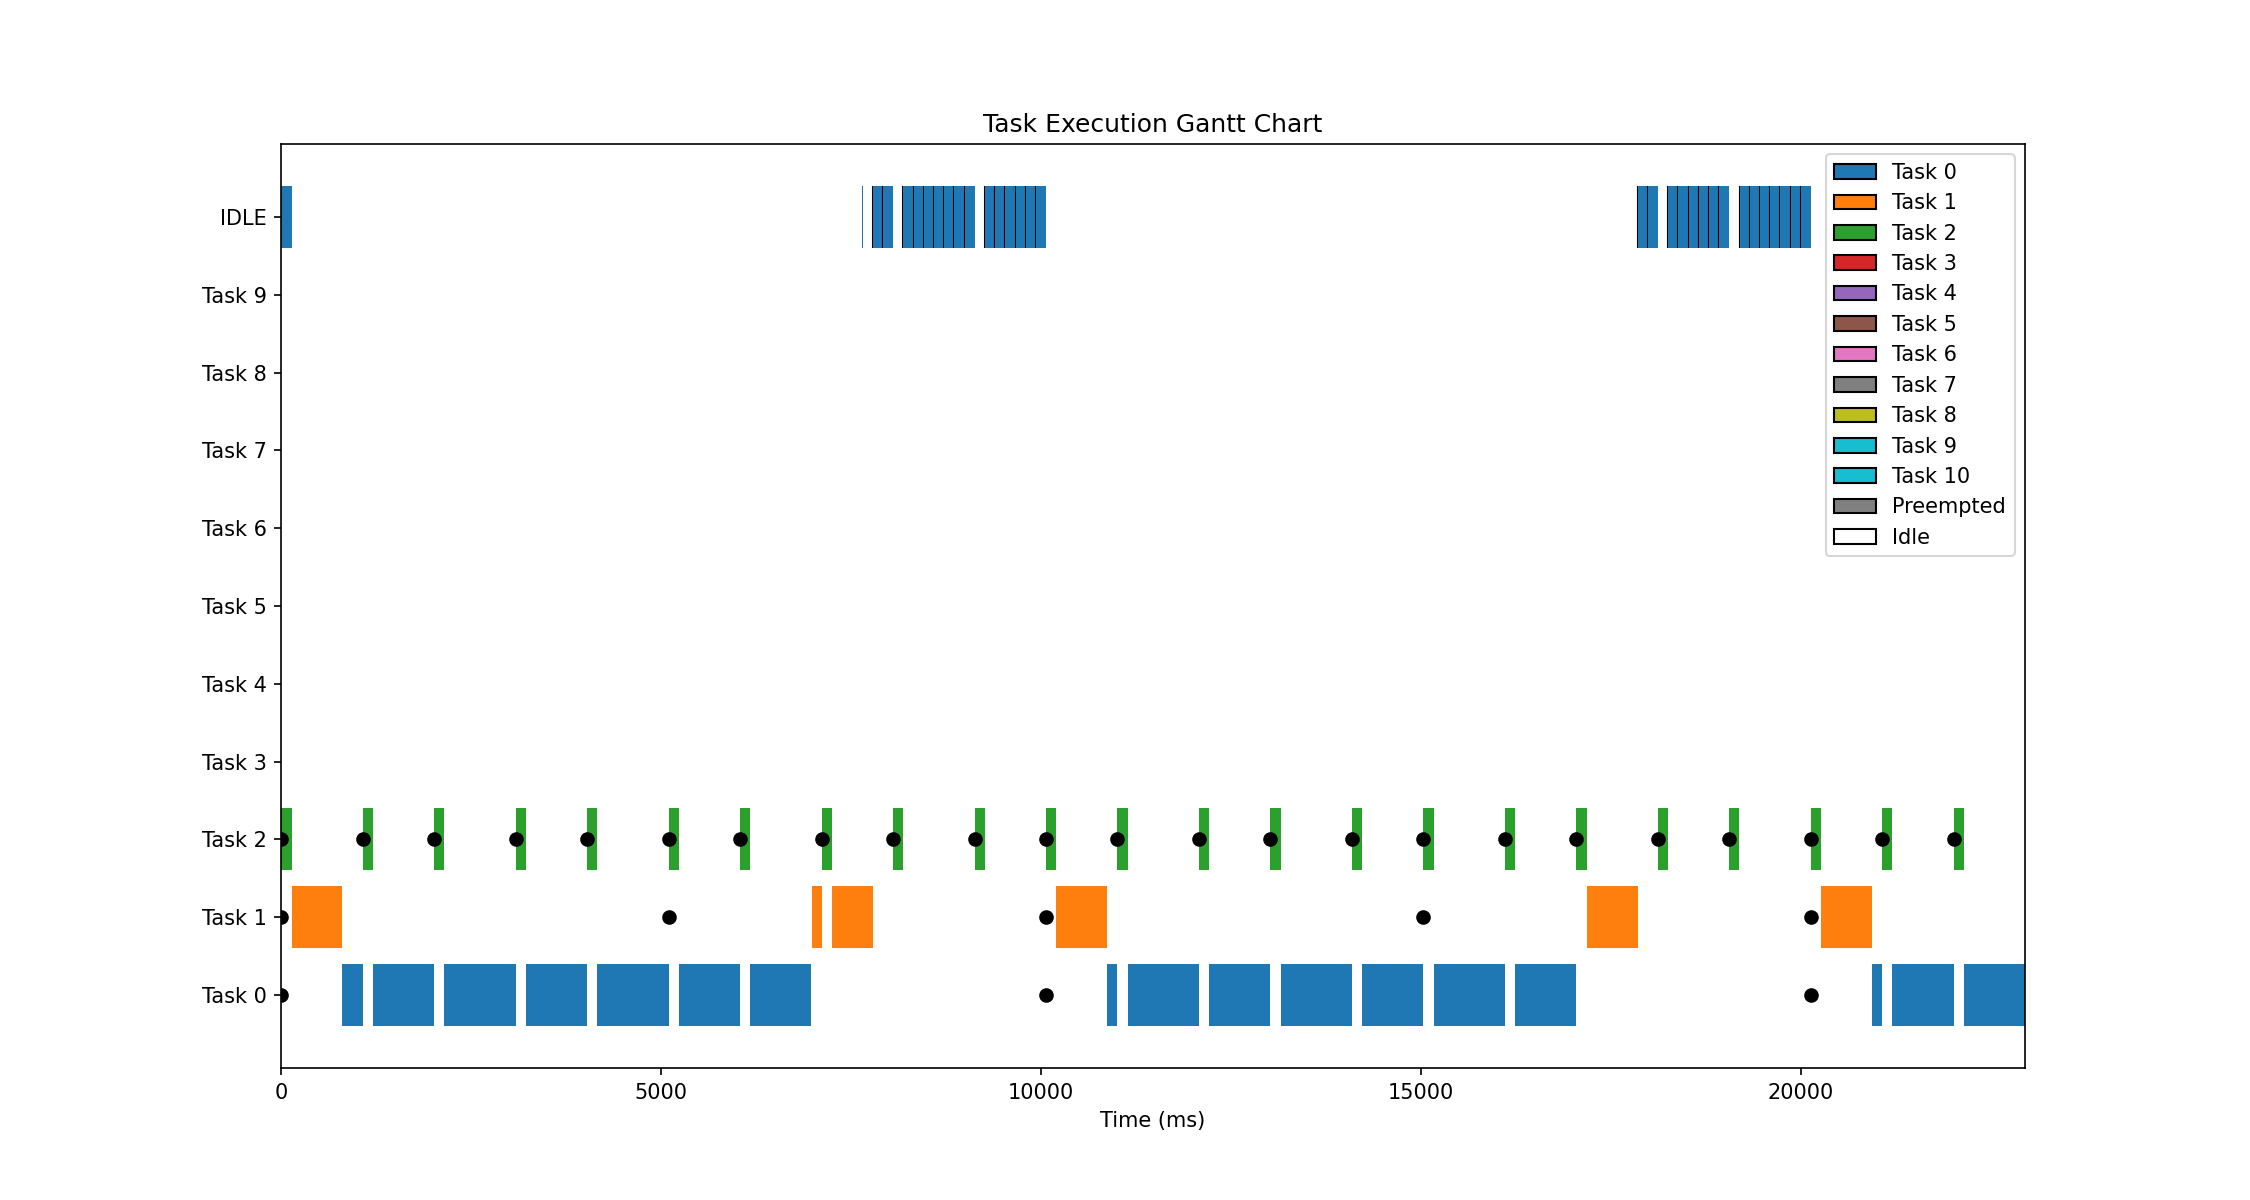 Task Execution Gantt Chart
IDLE
Task 9
Task 8
Task 7
Task 6
Task 5
Task 4
Task 3
Task 2
Task 1
Task 0
Task 0
Task 1
Task 2
Task 3
Task 4
Task 5
Task 6
Task 7
Task 8
Task 9
Task 10
Preempted
Idle
0 5000 10000 15000 20000
Time (ms)